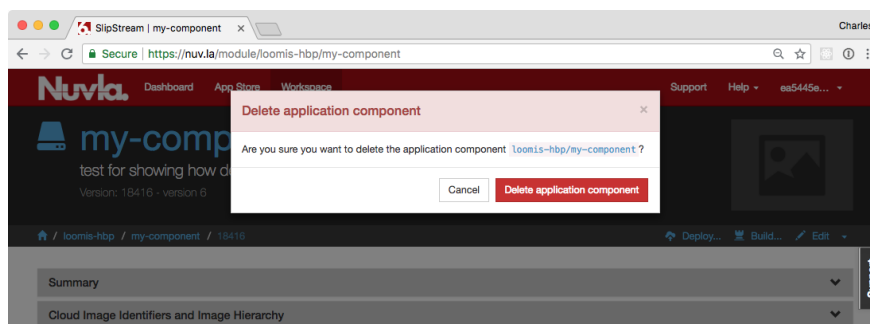 SlipStream | my-component
Charles
Secure | https://nuv.la/module/loomis-hbp/my-component
Nuvla. Dashboard App Store Workspace Support Help ea5445e...
Delete application component ×
Are you sure you want to delete the application component loomis-hbp/my-component ?
Cancel Delete application component
my-comp
test for showing how d
Version: 18416 - version 6
/ loomis-hbp / my-component / 18416 Deploy... Build... Edit
Summary
Cloud Image Identifiers and Image Hierarchy